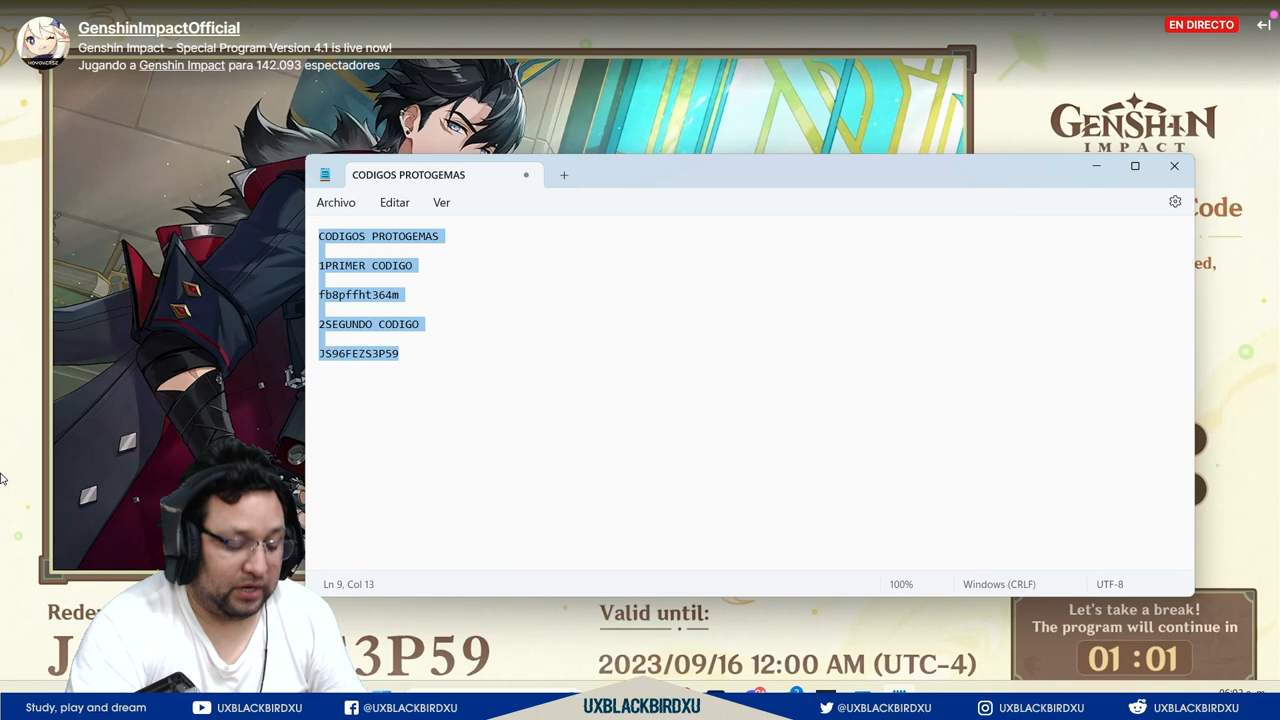 GenshinImpactOfficial
Genshin Impact - Special Program Version 4.1 is live now!
Jugando a Genshin Impact para 142.093 espectadores
EN DIRECTO
GENSHIN
IMPACT
CODIGOS PROTOGEMAS
Archivo Editar Ver
CODIGOS PROTOGEMAS
1PRIMER CODIGO
fb8pffht364m
2SEGUNDO CODIGO
JS96FEZS3P59
Code
ed,
Ln 9, Col 13 100% Windows (CRLF) UTF-8
Valid until:
3P59
2023/09/16 12:00 AM (UTC-4)
Let's take a break!
The program will continue in
01:01
Study, play and dream UXBLACKBIRDXU @UXBLACKBIRDXU UXBLACKBIRDXU @UXBLACKBIRDXU @UXBLACKBIRDXU @UXBLACKBIRDXU